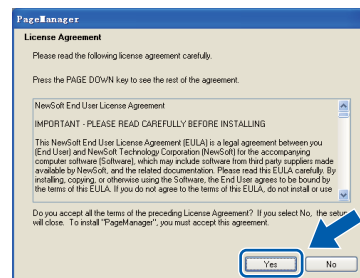 PageManager
License Agreement
Please read the following license agreement carefully.
Press the PAGE DOWN key to see the rest of the agreement.
NewSoft End User License Agreement
IMPORTANT - PLEASE READ CAREFULLY BEFORE INSTALLING
This NewSoft End User License Agreement (EULA) is a legal agreement between you
(End User) and NewSoft Technology Corporation (NewSoft) for the accompanying
computer software (Software), which may include software from third party suppliers made
available by NewSoft, and the related documentation. Please read this EULA carefully. By
installing, copying, or otherwise using the Software, the End User agrees to be bound by
the terms of this EULA. If you do not agree to the terms of this EULA, do not install or use
Do you accept all the terms of the preceding License Agreement? If you select No, the setup
will close. To install "PageManager", you must accept this agreement.
Yes
No